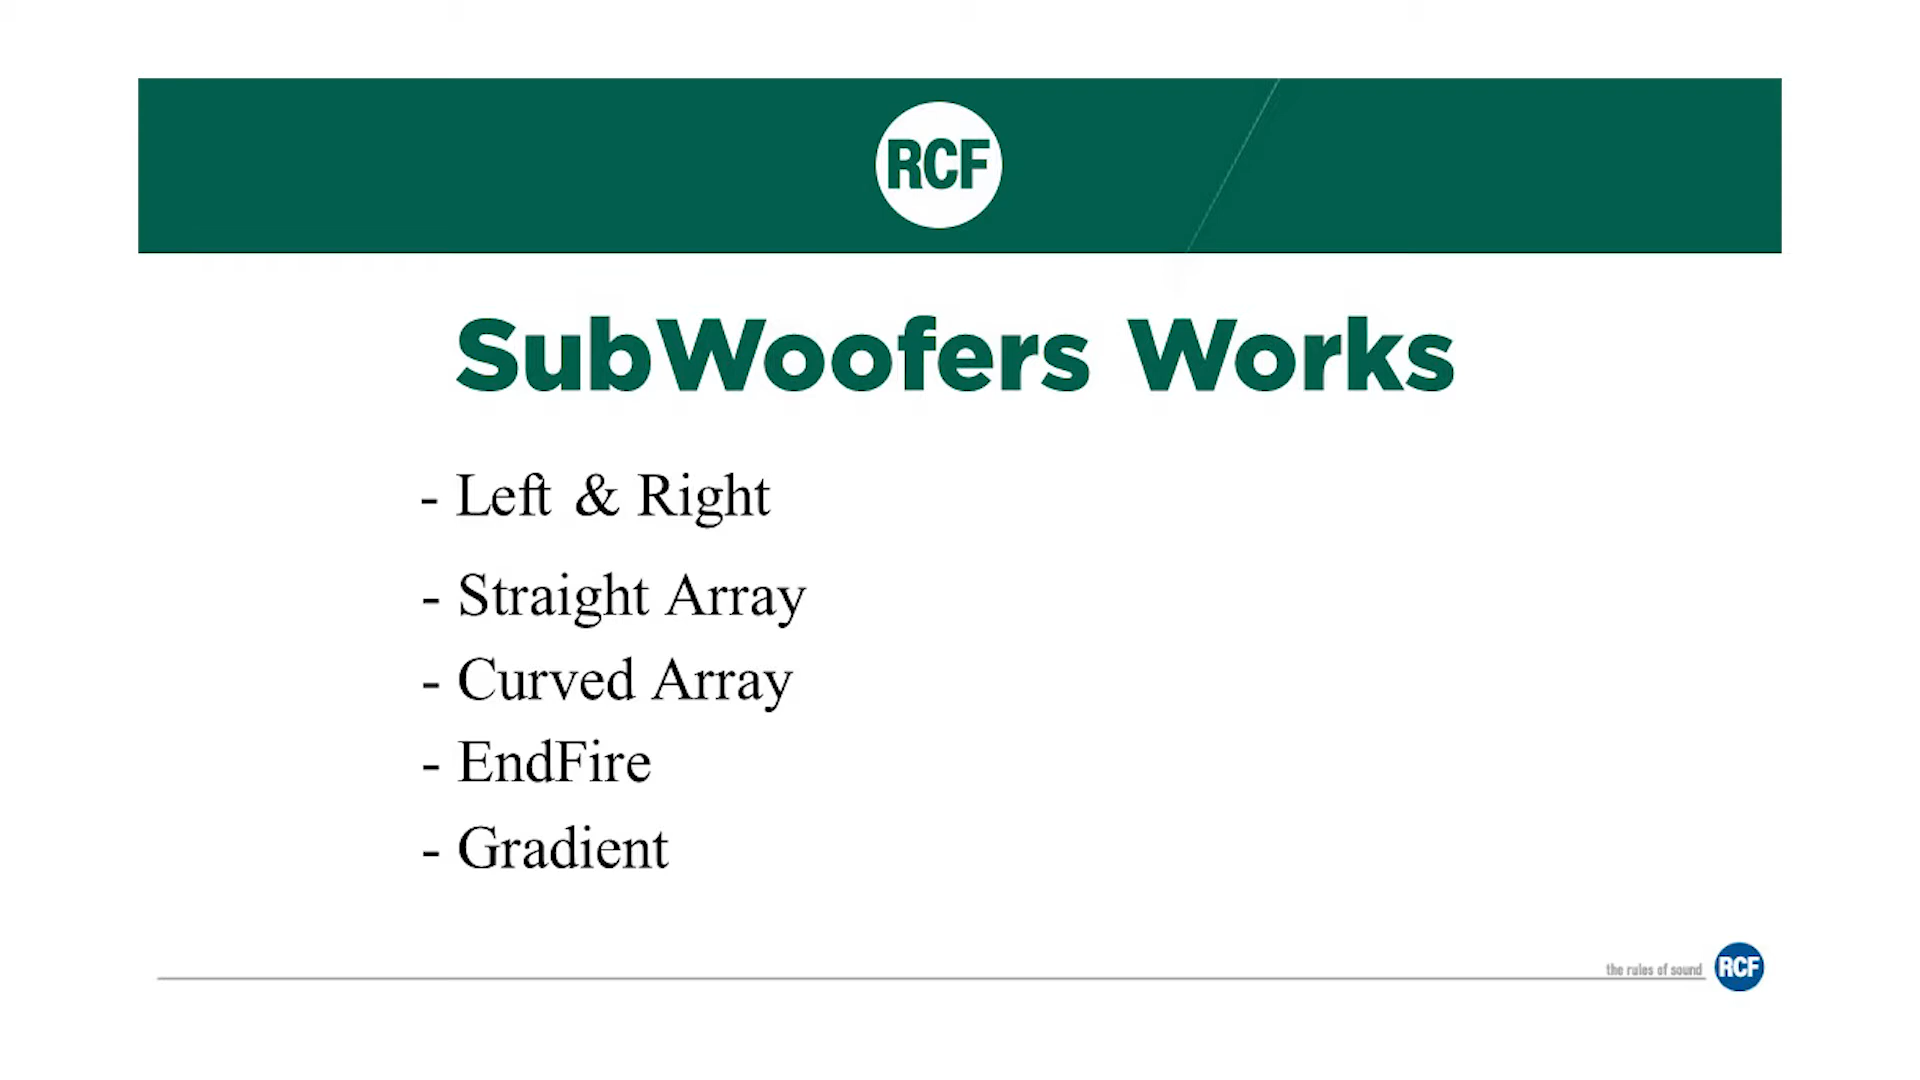 RCF
SubWoofers Works
- Left & Right
- Straight Array
- Curved Array
- EndFire
- Gradient
the rules of sound RCF